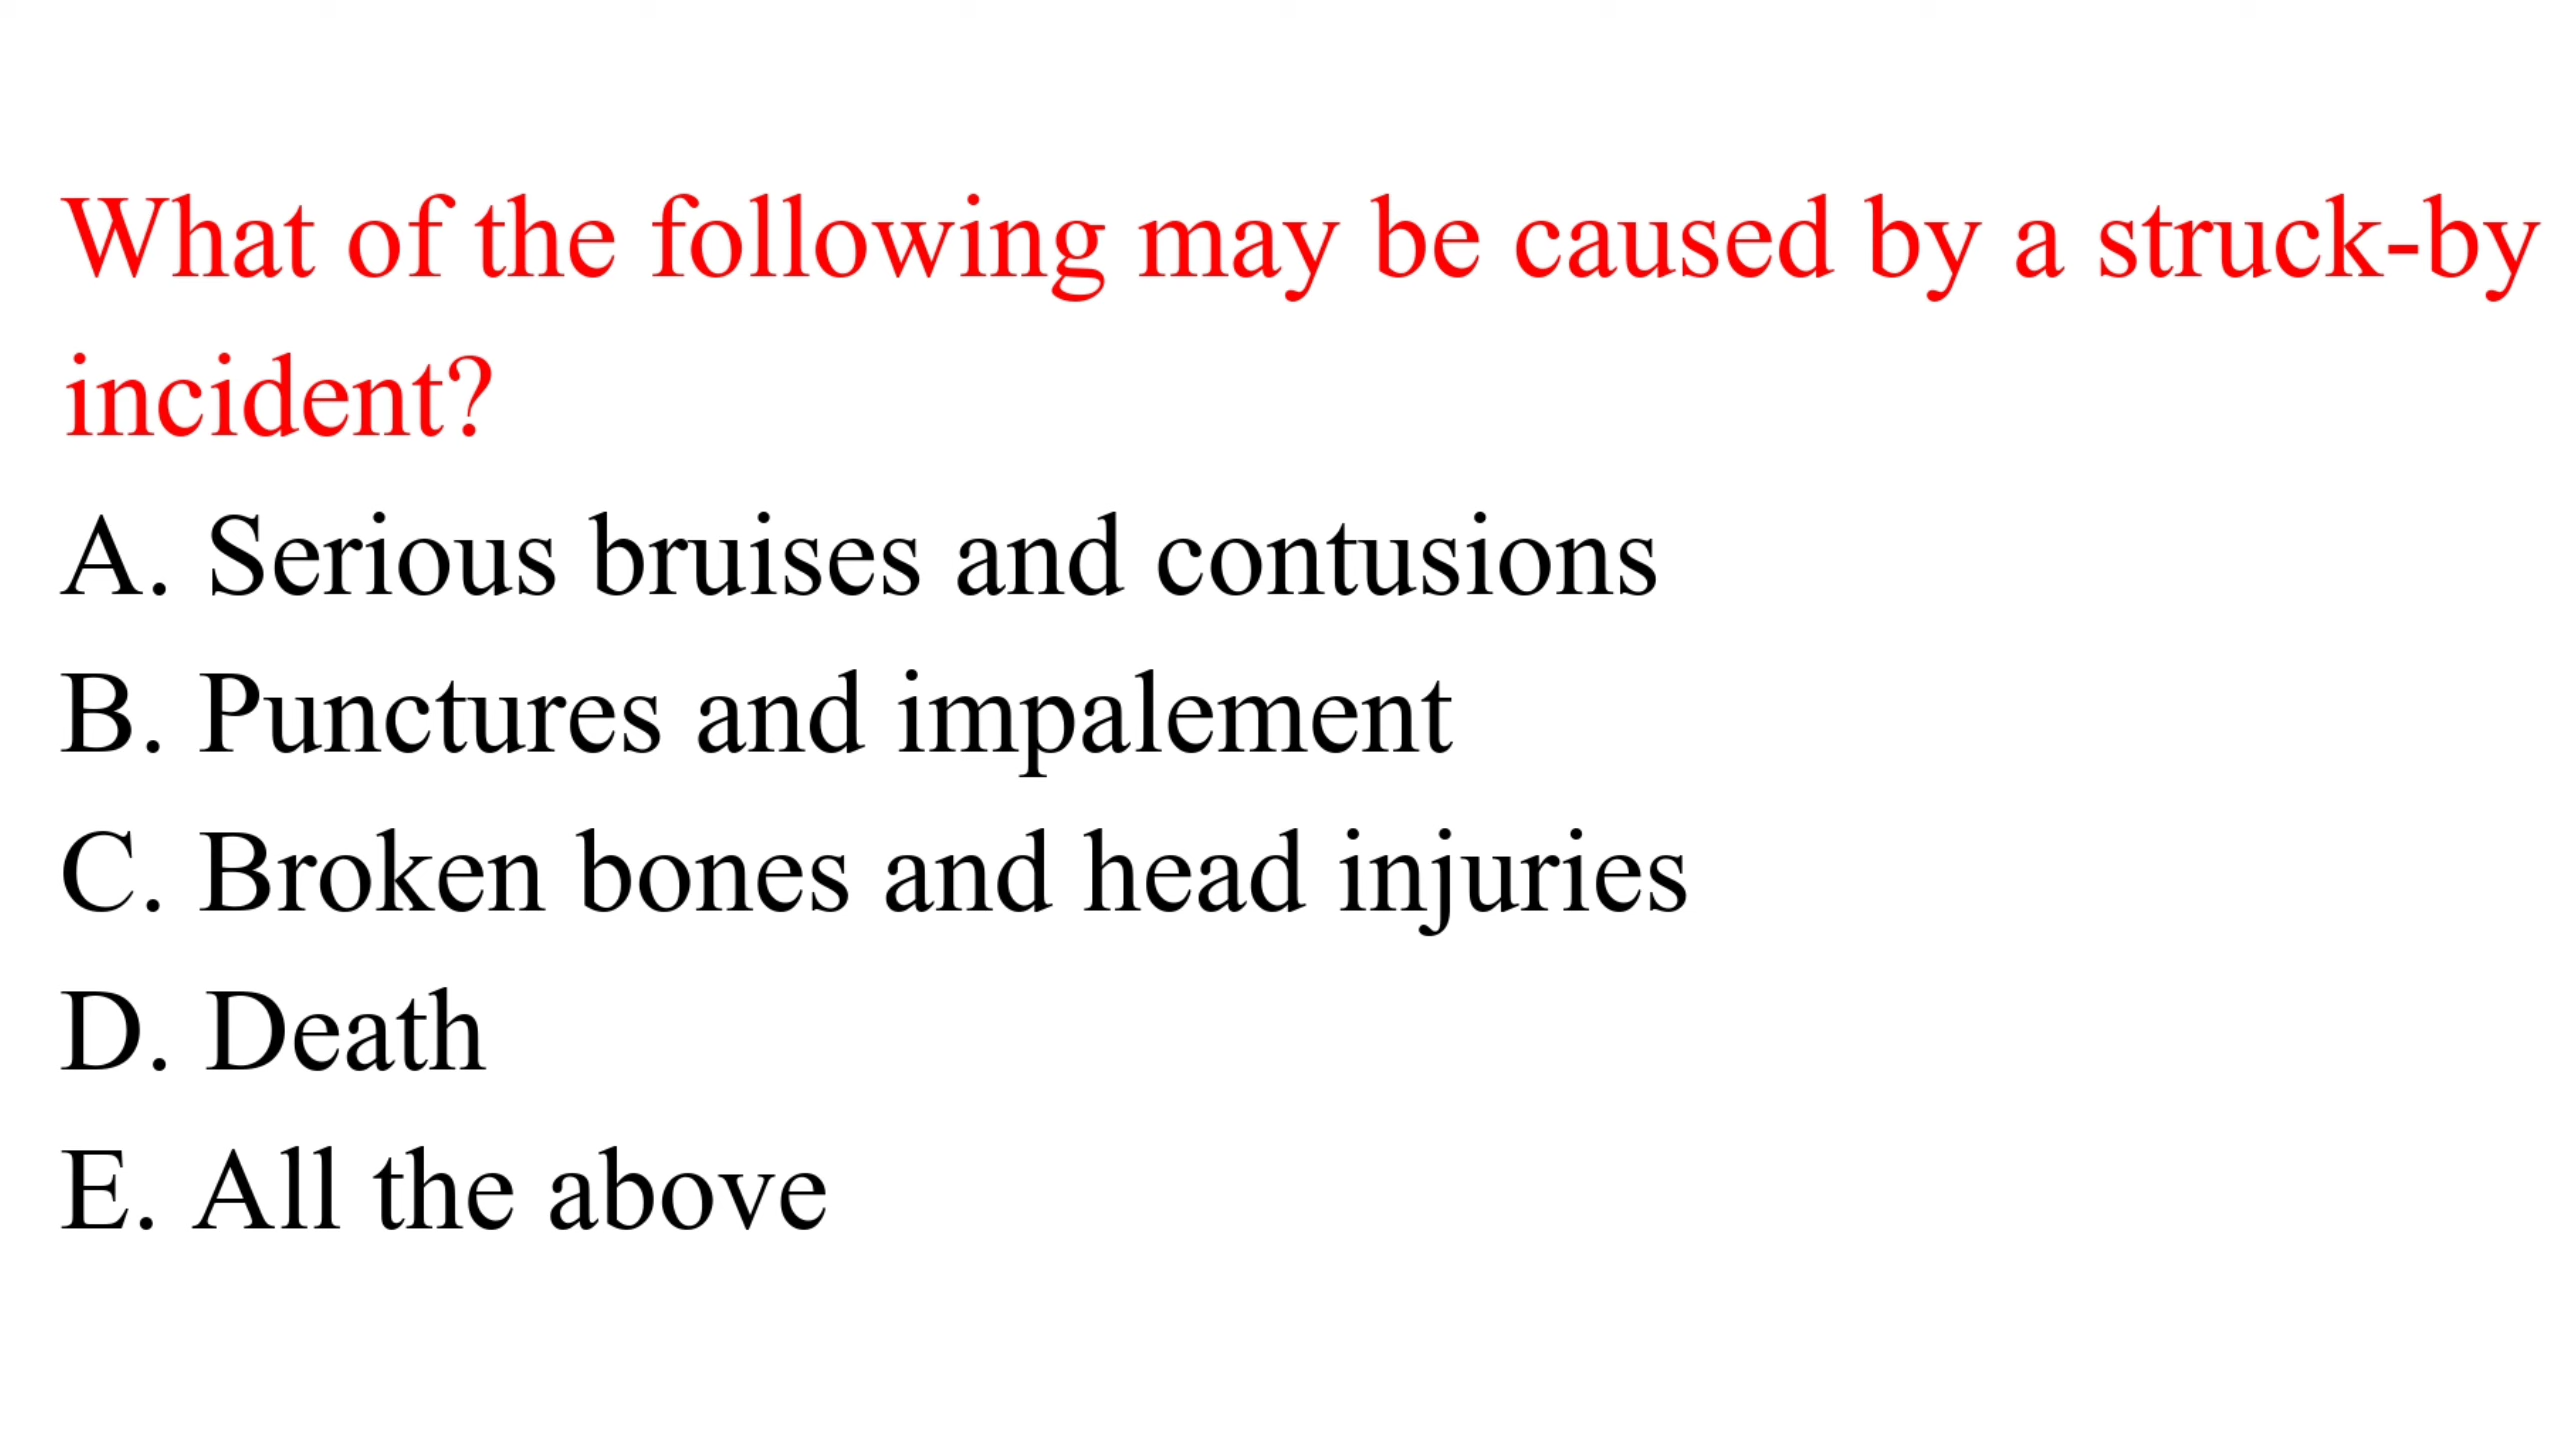 What of the following may be caused by a struck-by
incident?
A. Serious bruises and contusions
B. Punctures and impalement
C. Broken bones and head injuries
D. Death
E. All the above